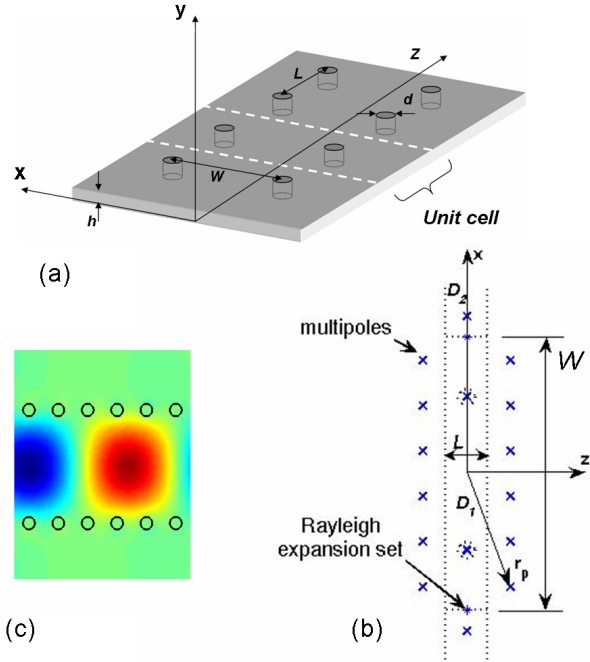 y
z
L
d
x
W
h
Unit cell
(a)
x
D2
multipoles
W
L
z
D1
Rayleigh
expansion set
rp
(c)
(b)